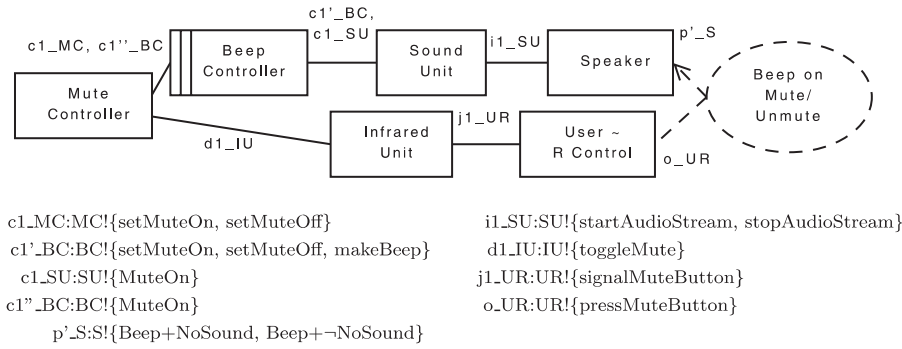 c1'_BC,
c1_MC, c1''_BC
c1_SU
i1_SU
p'_S
Beep
Controller
Sound
Unit
Speaker
Beep on
Mute/
Unmute
Mute
Controller
d1_IU
Infrared
Unit
j1_UR
User ~
R Control
o_UR
c1_MC:MC!{setMuteOn, setMuteOff}
c1'_BC:BC!{setMuteOn, setMuteOff, makeBeep}
c1_SU:SU!{MuteOn}
c1”_BC:BC!{MuteOn}
p'_S:S!{Beep+NoSound, Beep+¬NoSound}
i1_SU:SU!{startAudioStream, stopAudioStream}
d1_IU:IU!{toggleMute}
j1_UR:UR!{signalMuteButton}
o_UR:UR!{pressMuteButton}